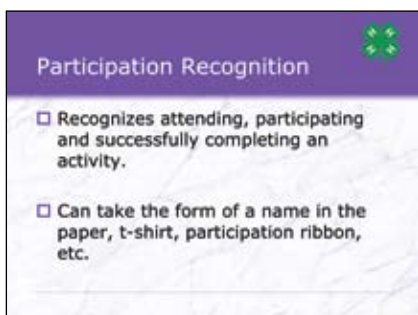 Participation Recognition
Recognizes attending, participating
and successfully completing an
activity.
Can take the form of a name in the
paper, t-shirt, participation ribbon,
etc.